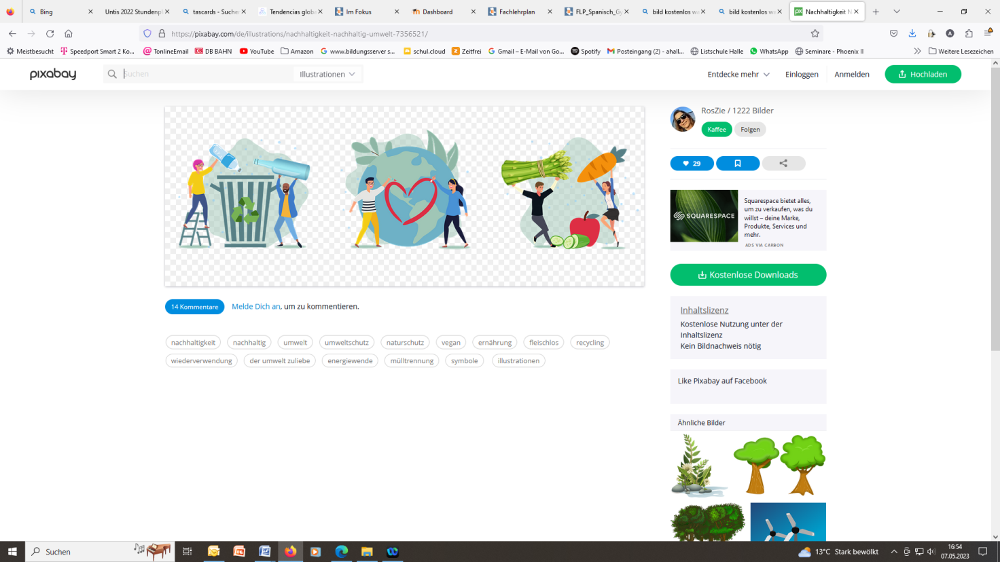 Bing
Untis 2022 Stundenpl
tascards - Sucher
Tendencias globa
Im Fokus
Dashboard
Fachlehrplan
FLP_Spanisch_Gy
bild kostenlos wa
bild kostenlos wa
Nachhaltigkeit N
https://pixabay.com/de/illustrations/nachhaltigkeit-nachhaltig-umwelt-7356521/
Meistbesucht
Speedport Smart 2 Ko...
TonlineEmail
DB BAHN
YouTube
Amazon
www.bildungsserver s...
schul.cloud
Zeitfrei
Gmail – E-Mail von Go...
Spotify
Posteingang (2) - ahall...
Listschule Halle
WhatsApp
Seminare - Phoenix II
Weitere Lesezeichen
pixabay
Suchen
Illustrationen
Entdecke mehr
Einloggen
Anmelden
Hochladen
RosZie / 1222 Bilder
Kaffee
Folgen
29
SQUARESPACE
Squarespace bietet alles,
um zu verkaufen, was du
willst – deine Marke,
Produkte, Services und
mehr.
ADS VIA CARBON
Kostenlose Downloads
14 Kommentare
Melde Dich an, um zu kommentieren.
Inhaltslizenz
Kostenlose Nutzung unter der
Inhaltslizenz
Kein Bildnachweis nötig
nachhaltigkeit
nachhaltig
umwelt
umweltschutz
naturschutz
vegan
ernährung
fleischlos
recycling
wiederverwendung
der umwelt zuliebe
energiewende
mülltrennung
symbole
illustrationen
Like Pixabay auf Facebook
Ähnliche Bilder
Suchen
13°C Stark bewölkt
16:54
07.05.2023